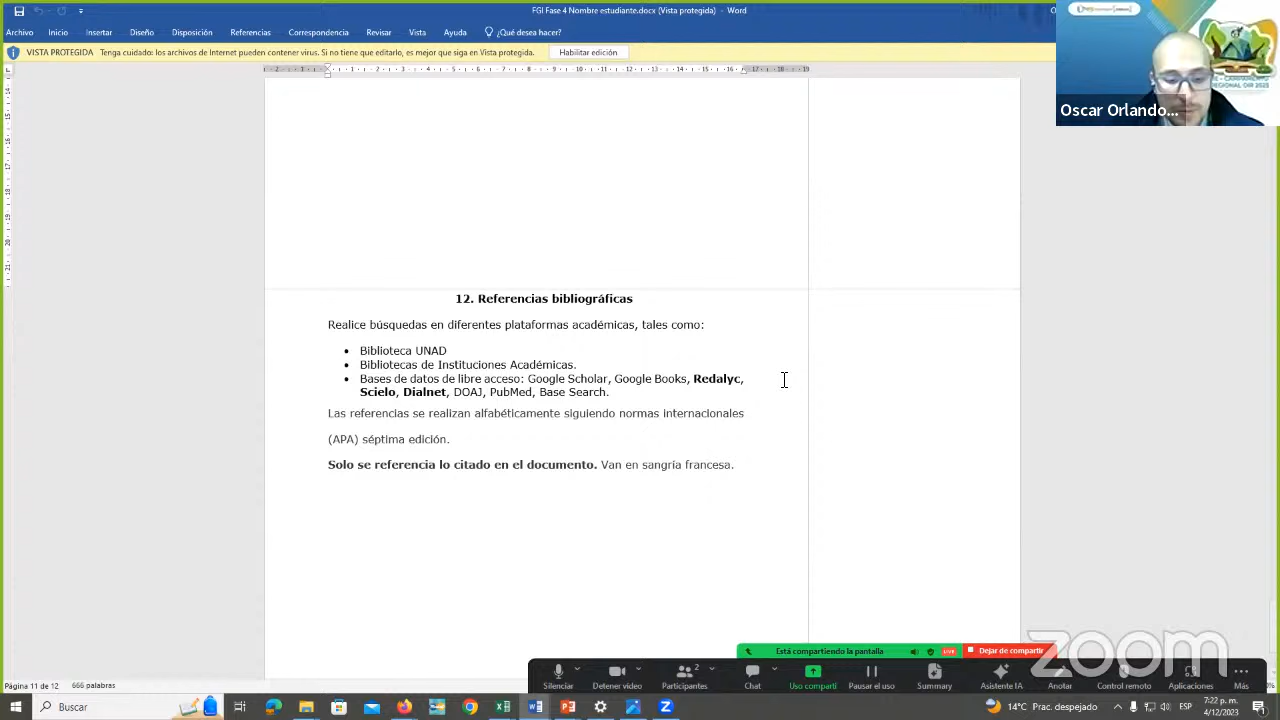 FGI Fase 4 Nombre estudiante.docx (Vista protegida) - Word
Archivo Inicio Insertar Diseño Disposición Referencias Correspondencia Revisar Vista Ayuda ¿Qué desea hacer?
VISTA PROTEGIDA Tenga cuidado: los archivos de Internet pueden contener virus. Si no tiene que editarlo, es mejor que siga en Vista protegida. Habilitar edición
REGIONAL OIR 2023
Oscar Orlando...
12. Referencias bibliográficas
Realice búsquedas en diferentes plataformas académicas, tales como:
• Biblioteca UNAD
• Bibliotecas de Instituciones Académicas.
• Bases de datos de libre acceso: Google Scholar, Google Books, Redalyc,
Scielo, Dialnet, DOAJ, PubMed, Base Search.
Las referencias se realizan alfabéticamente siguiendo normas internacionales
(APA) séptima edición.
Solo se referencia lo citado en el documento. Van en sangría francesa.
Está compartiendo la pantalla LIVE Dejar de compartir
zoom
Silenciar Detener video Participantes 2 Chat Uso comparti Pausar el uso Summary Asistente IA Anotar Control remoto Aplicaciones Más
Página 11 de 12 666 palabras
Buscar 14°C Prac. despejado ESP 7:22 p. m.
4/12/2023